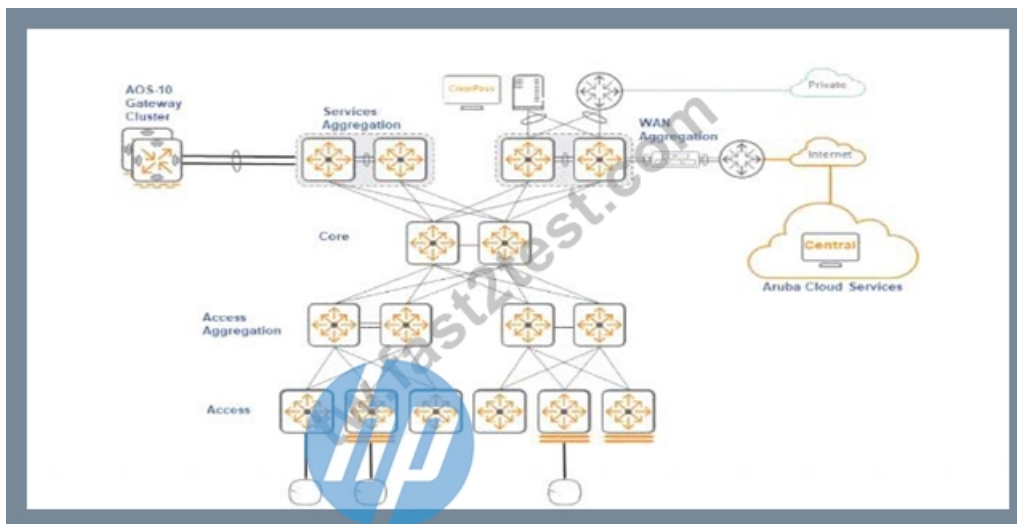 AOS-10
Gateway
Cluster
Services
Aggregation
ClearPass
WAN
Aggregation
Private
Internet
Central
Aruba Cloud Services
Core
Access
Aggregation
Access
hp